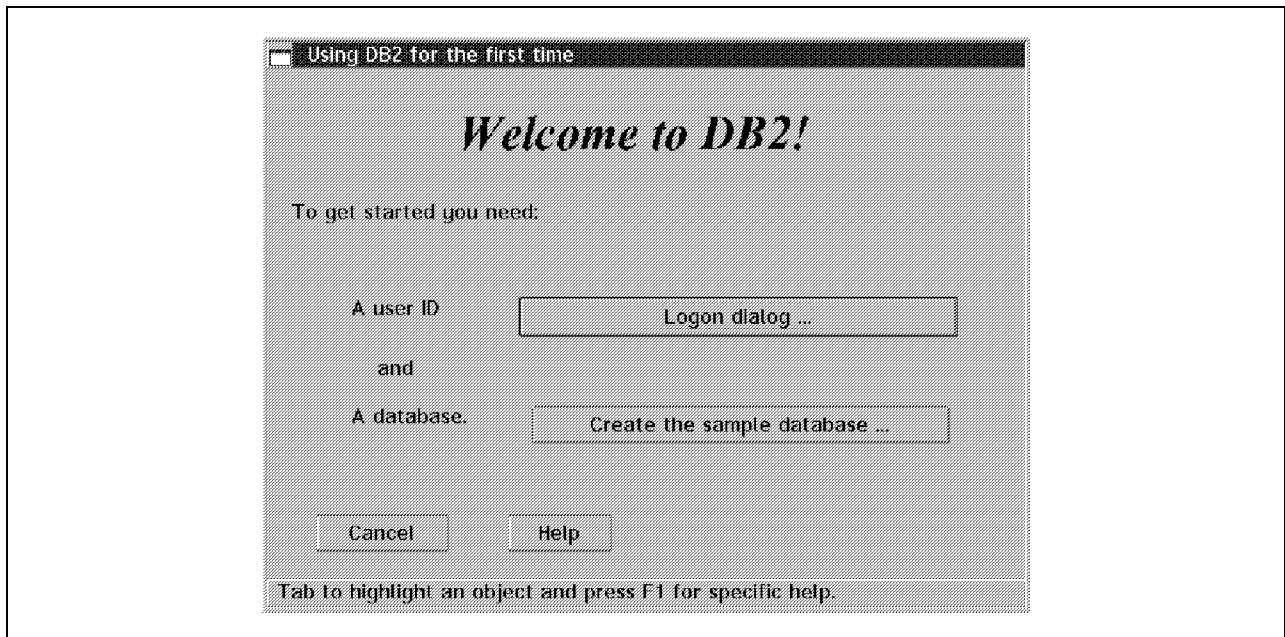 Using DB2 for the first time
Welcome to DB2!
To get started you need:
A user ID
Logon dialog ...
and
A database.
Create the sample database ...
Cancel
Help
Tab to highlight an object and press F1 for specific help.